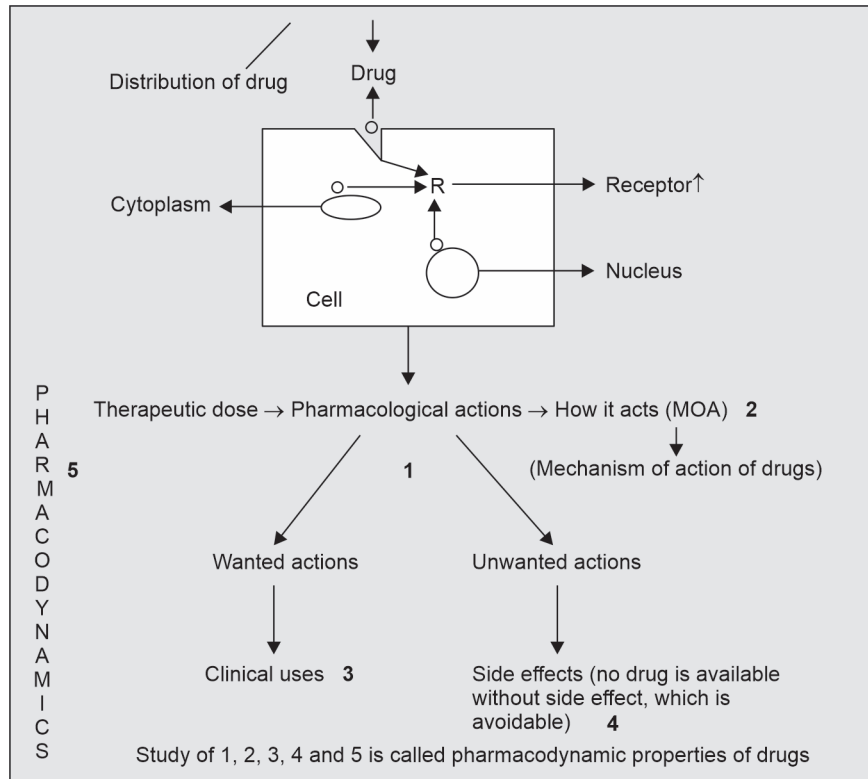 Distribution of drug
Drug
R
Receptor↑
Cytoplasm
Nucleus
Cell
PHARMACODYNAMICS
5
Therapeutic dose → Pharmacological actions → How it acts (MOA) 2
1
(Mechanism of action of drugs)
Wanted actions
Unwanted actions
Clinical uses 3
Side effects (no drug is available
without side effect, which is
avoidable) 4
Study of 1, 2, 3, 4 and 5 is called pharmacodynamic properties of drugs